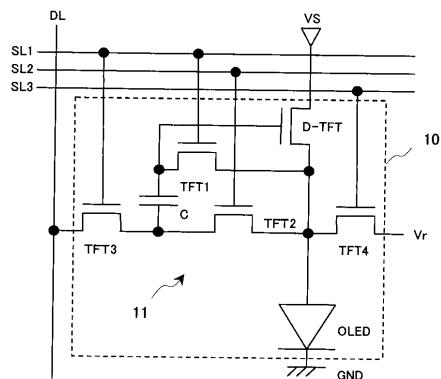 DL
VS
SL1
SL2
SL3
D-TFT
10
TFT1
C
TFT2
TFT3
TFT4
Vr
11
OLED
GND